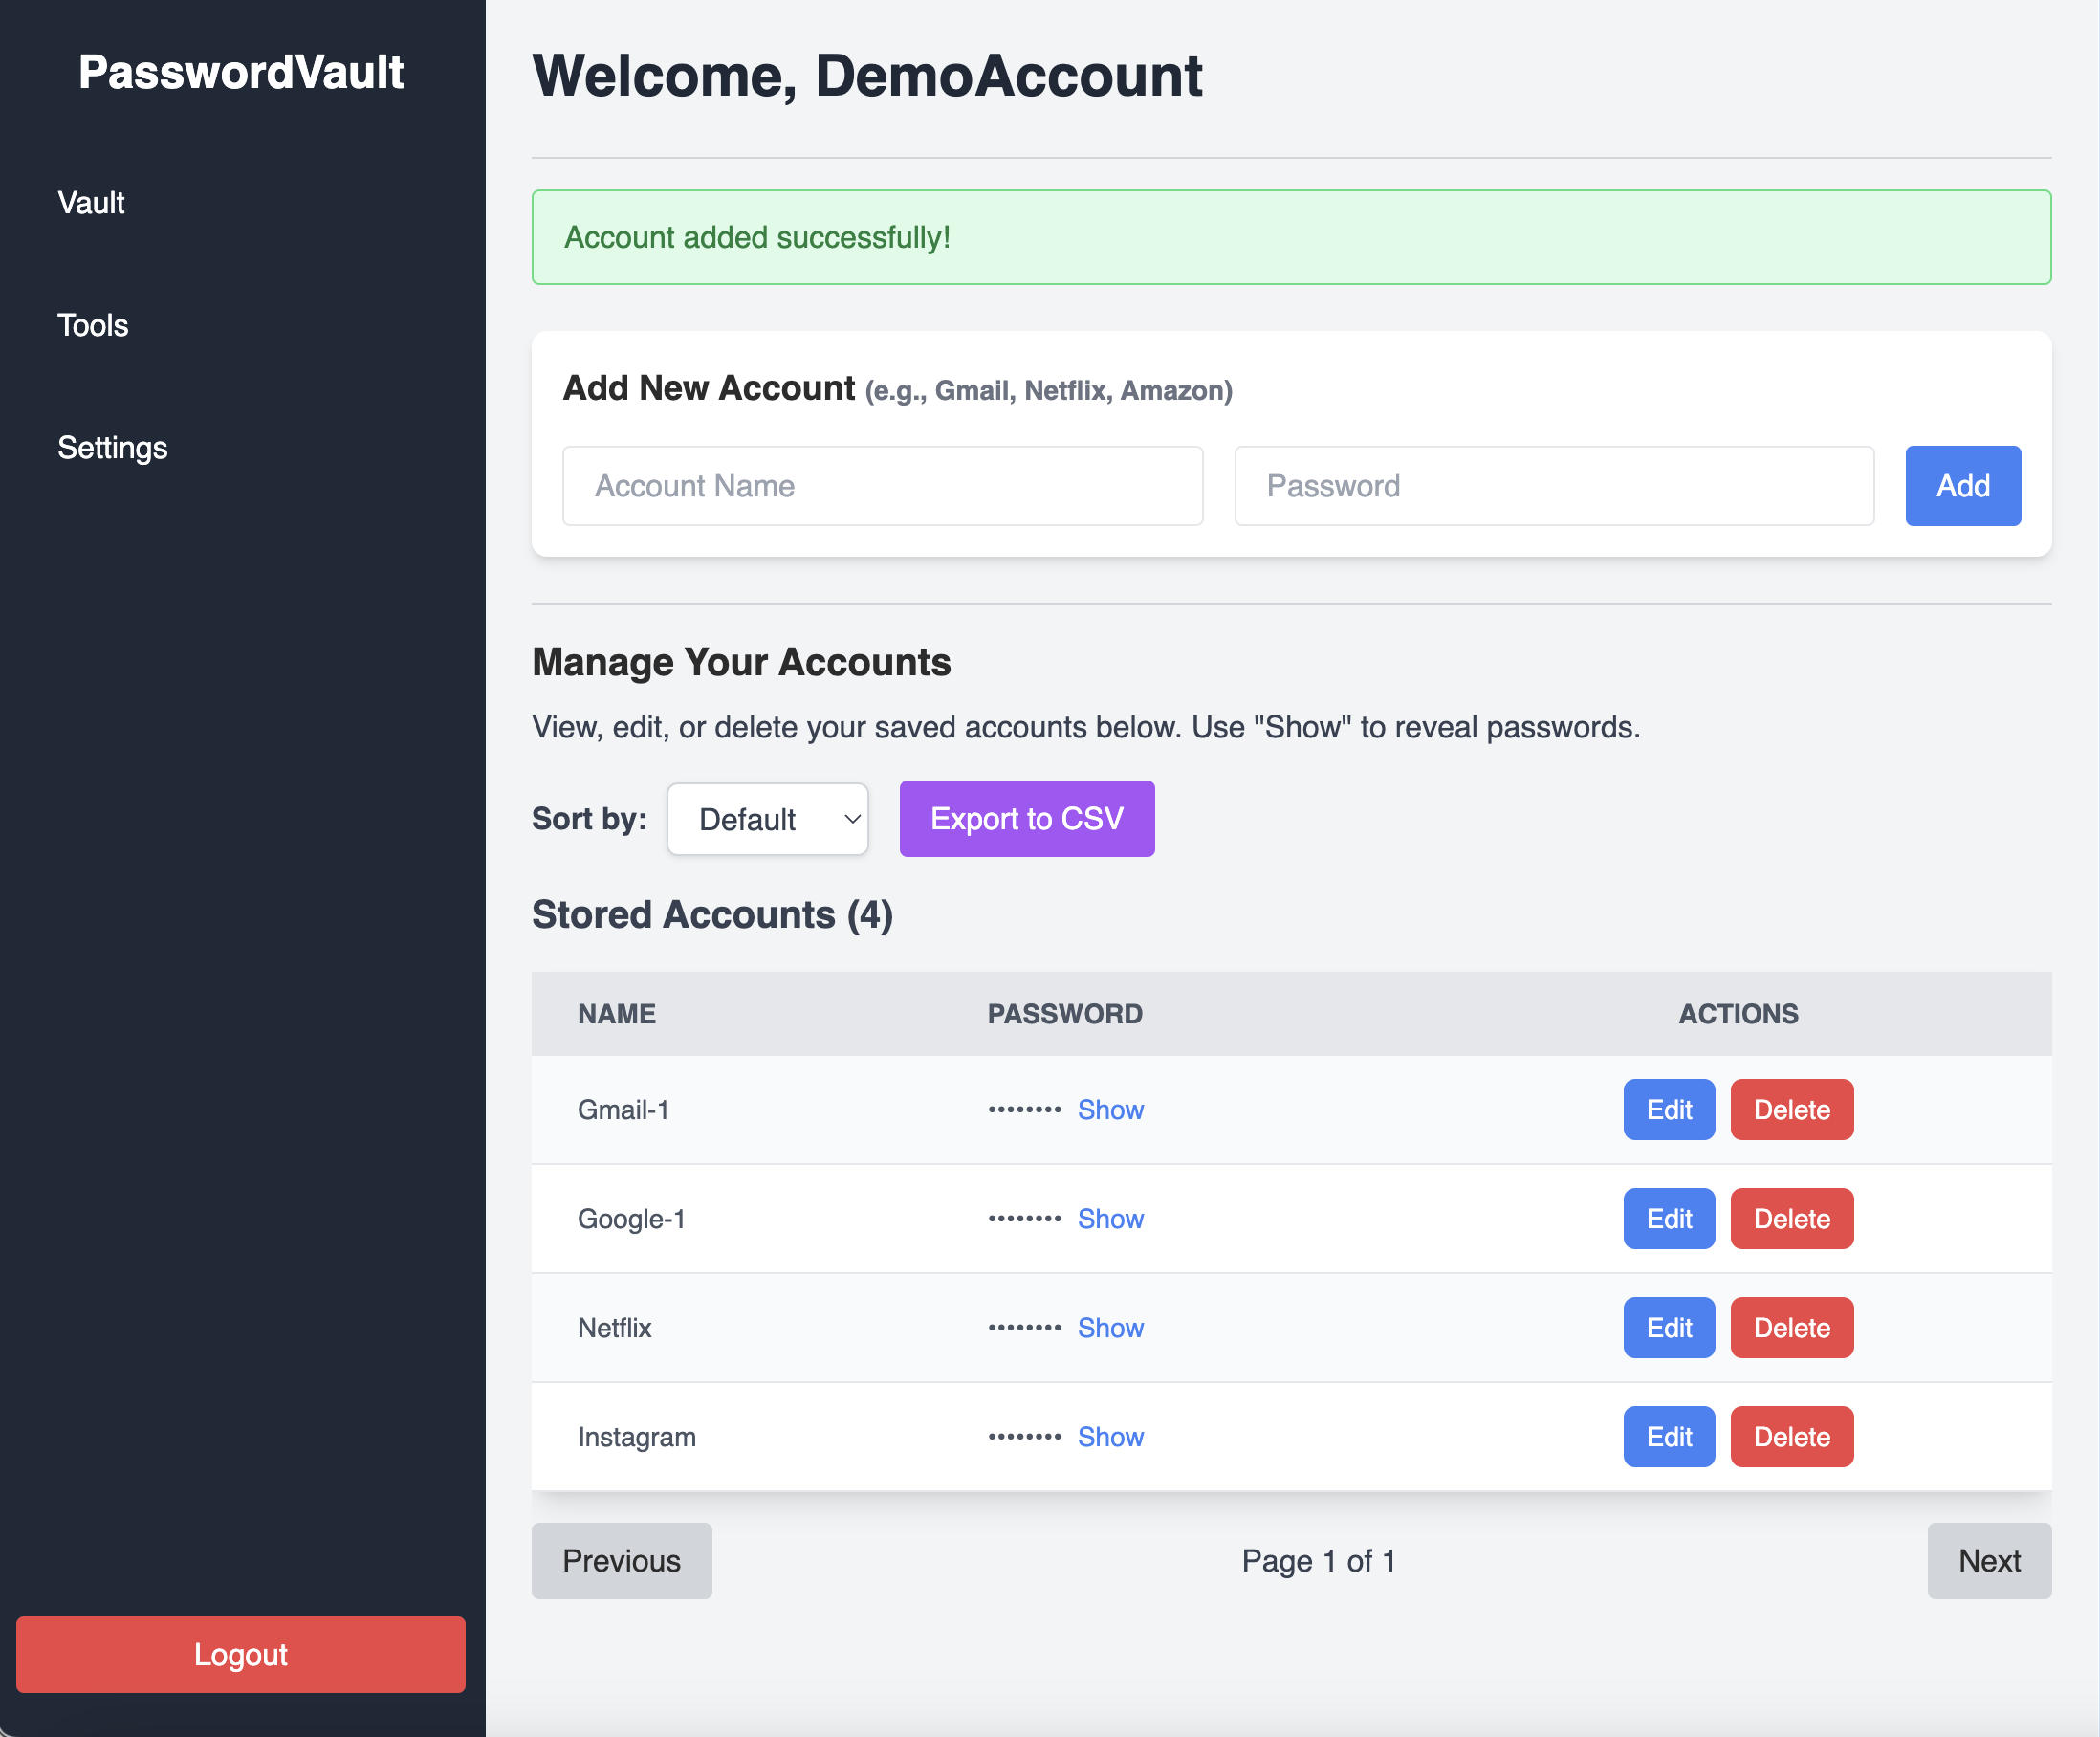 PasswordVault
Vault
Tools
Settings
Logout
Welcome, DemoAccount
Account added successfully!
Add New Account (e.g., Gmail, Netflix, Amazon)
Account Name
Password
Add
Manage Your Accounts
View, edit, or delete your saved accounts below. Use "Show" to reveal passwords.
Sort by: Default Export to CSV
Stored Accounts (4)
NAME PASSWORD ACTIONS
Gmail-1 •••••••• Show Edit Delete
Google-1 •••••••• Show Edit Delete
Netflix •••••••• Show Edit Delete
Instagram •••••••• Show Edit Delete
Previous Page 1 of 1 Next